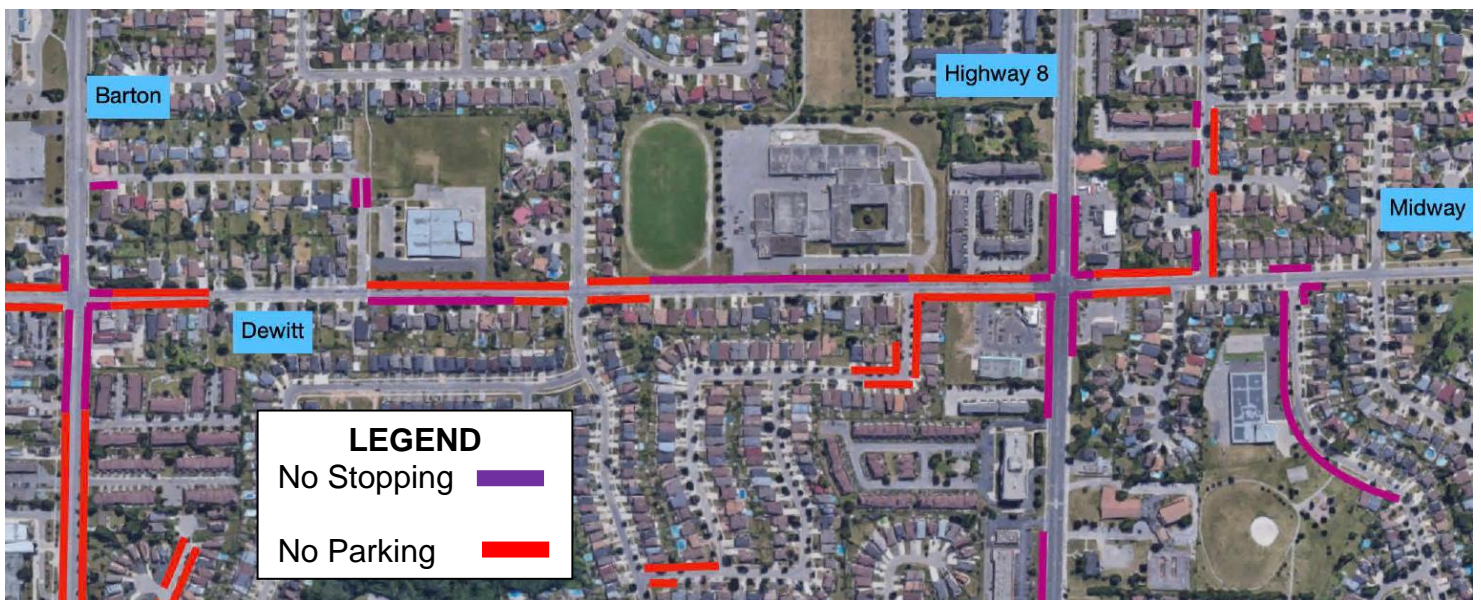 Highway 8
Barton
Midway
Dewitt
LEGEND
No Stopping
No Parking